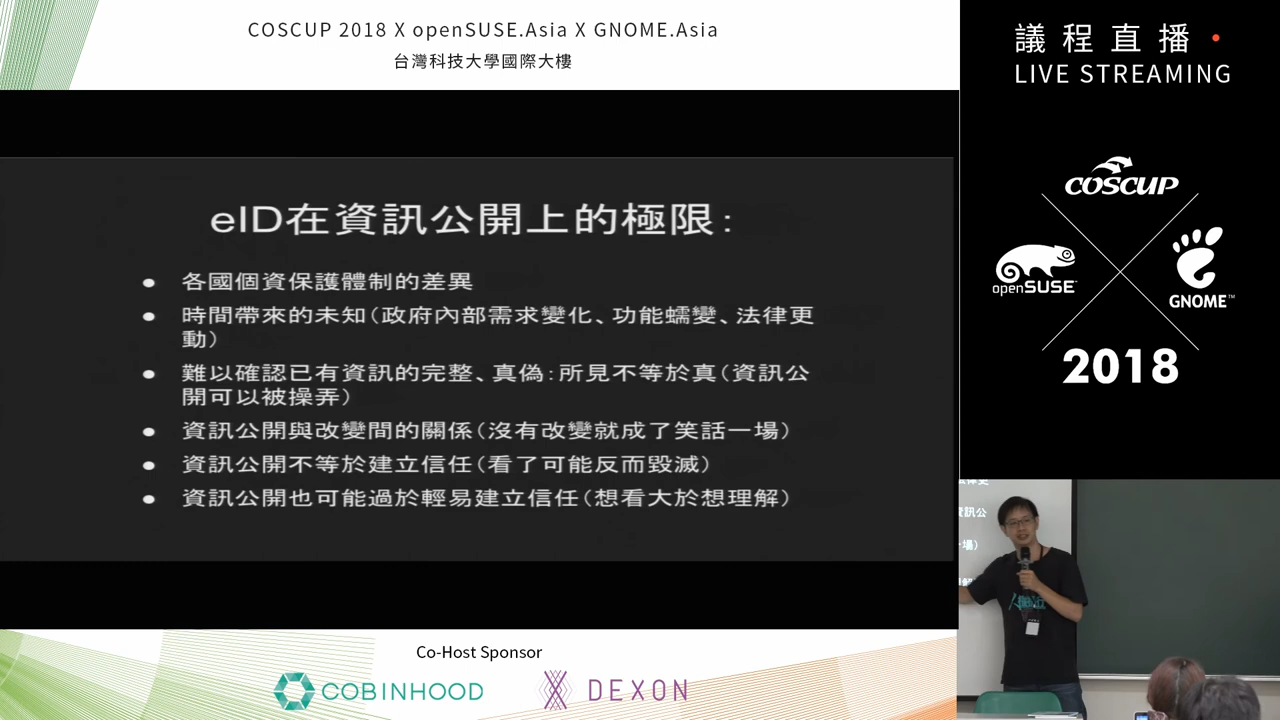 COSCUP 2018 X openSUSE.Asia X GNOME.Asia
台灣科技大學國際大樓
議程直播
LIVE STREAMING
eID在資訊公開上的極限:
● 各國個資保護體制的差異
● 時間帶來的未知(政府內部需求變化、功能蠕變、法律更
動)
● 難以確認已有資訊的完整、真偽:所見不等於真(資訊公
開可以被操弄)
● 資訊公開與改變間的關係(沒有改變就成了笑話一場)
● 資訊公開不等於建立信任(看了可能反而毀滅)
● 資訊公開也可能過於輕易建立信任(想看大於想理解)
COSCUP
openSUSE
GNOME™
2018
資訊公
場)
Co-Host Sponsor
COBINHOOD
DEXON